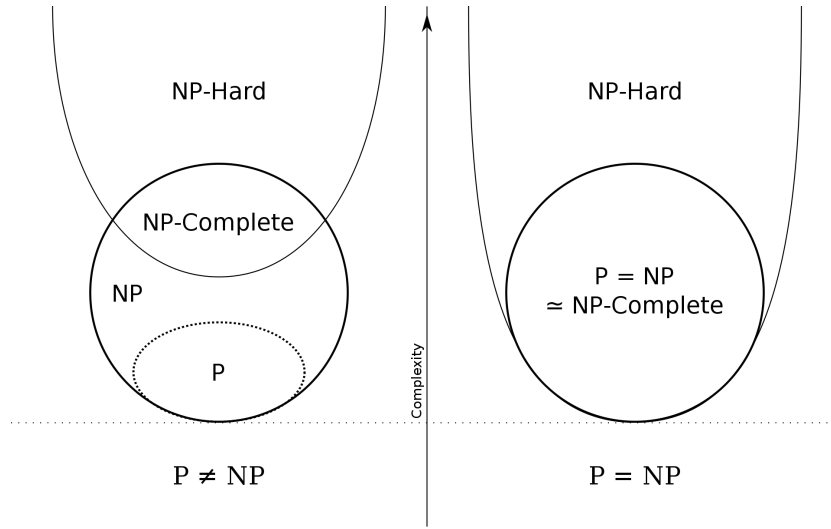 NP-Hard
NP-Complete
NP
P
P ≠ NP
Complexity
NP-Hard
P = NP
≃ NP-Complete
P = NP